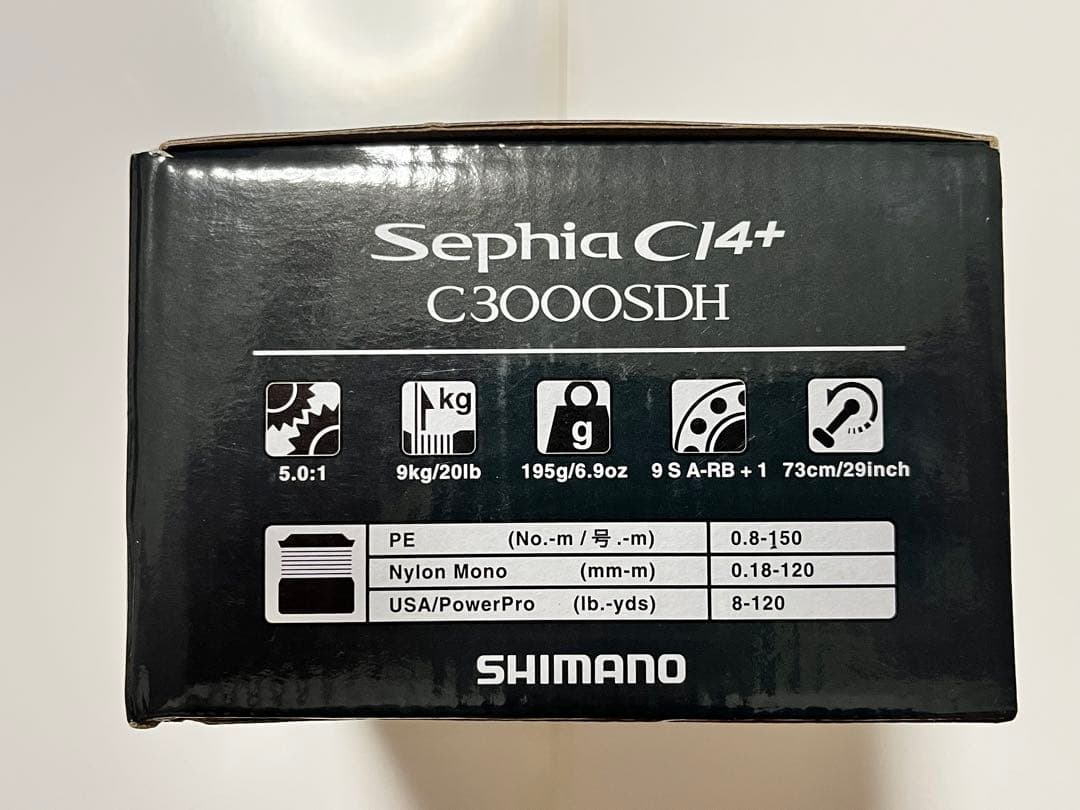 Sephia CI4+
C3000SDH
kg
g
5.0:1 9kg/20lb 195g/6.9oz 9 S A-RB + 1 73cm/29inch
PE (No.-m / 号.-m) 0.8-150
Nylon Mono (mm-m) 0.18-120
USA/PowerPro (lb.-yds) 8-120
SHIMANO